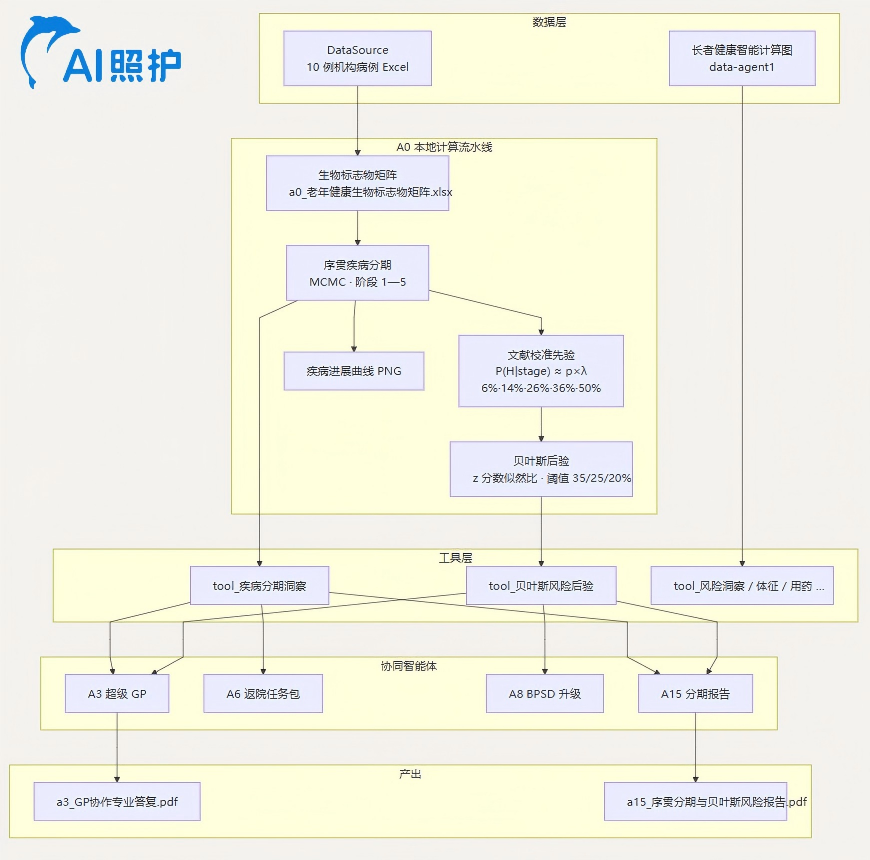 AI照护
数据层
DataSource
10 例机构病例 Excel
长者健康智能计算图
data-agent1
A0 本地计算流水线
生物标志物矩阵
a0_老年健康生物标志物矩阵.xlsx
序贯疾病分期
MCMC · 阶段 1—5
疾病进展曲线 PNG
文献校准先验
P(H|stage) ≈ p×λ
6%·14%·26%·36%·50%
贝叶斯后验
z 分数似然比 · 阈值 35/25/20%
工具层
tool_疾病分期洞察
tool_贝叶斯风险后验
tool_风险洞察 / 体征 / 用药 ...
协同智能体
A3 超级 GP
A6 返院任务包
A8 BPSD 升级
A15 分期报告
产出
a3_GP协作专业答复.pdf
a15_序贯分期与贝叶斯风险报告.pdf